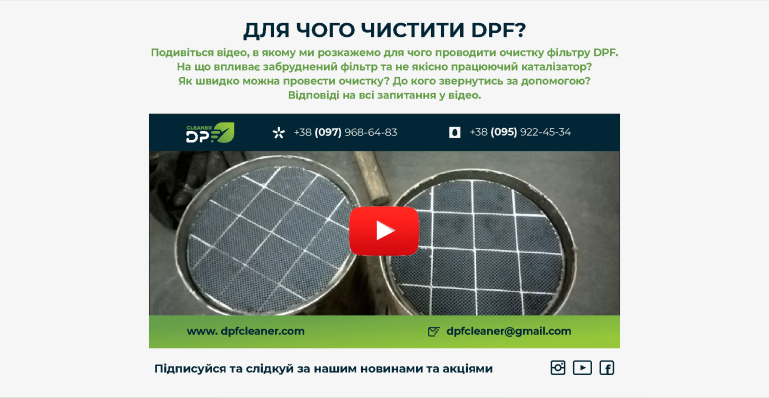 ДЛЯ ЧОГО ЧИСТИТИ DPF?
Подивіться відео, в якому ми розкажемо для чого проводити очистку фільтру DPF.
На що впливає забруднений фільтр та не якісно працюючий каталізатор?
Як швидко можна провести очистку? До кого звернутись за допомогою?
Відповіді на всі запитання у відео.
CLEANER
DPF
+38 (097) 968-64-83
+38 (095) 922-45-34
www. dpfcleaner.com
dpfcleaner@gmail.com
Підписуйся та слідкуй за нашим новинами та акціями